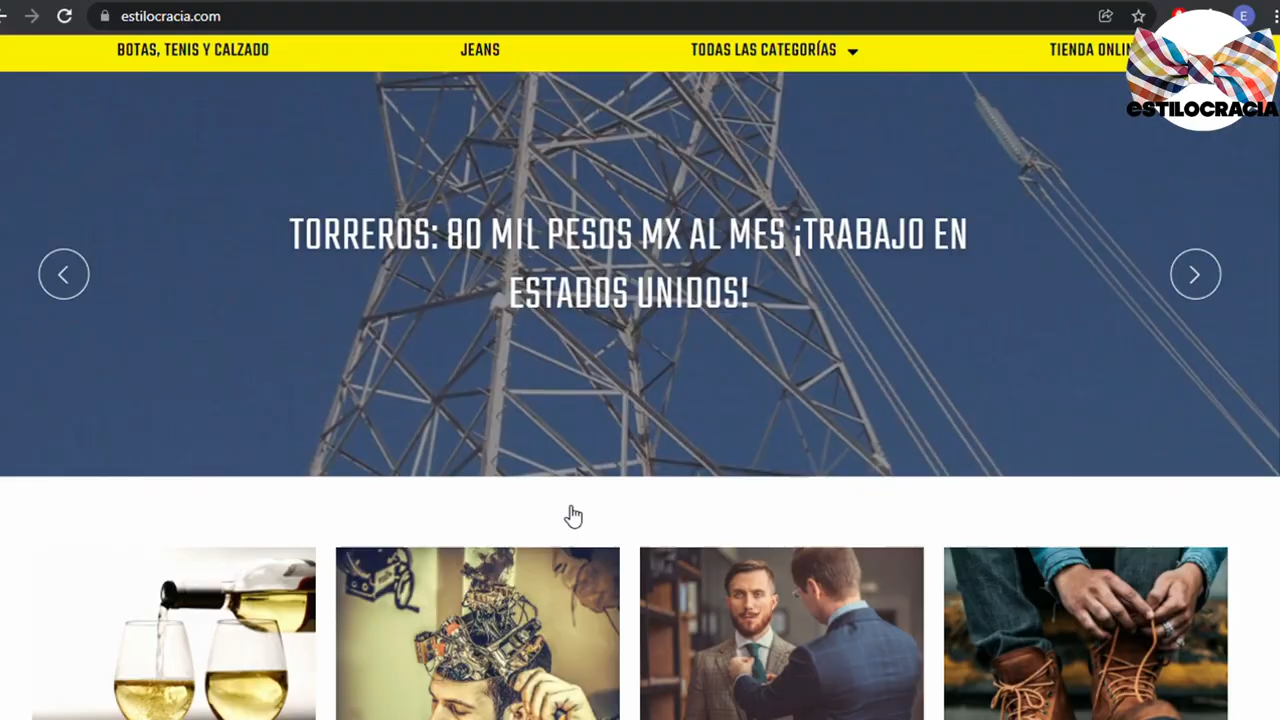 estilocracia.com
E
BOTAS, TENIS Y CALZADO
JEANS
TODAS LAS CATEGORÍAS
TIENDA
ESTILOCRACIA
TORREROS: 80 MIL PESOS MX AL MES ¡TRABAJO EN
ESTADOS UNIDOS!